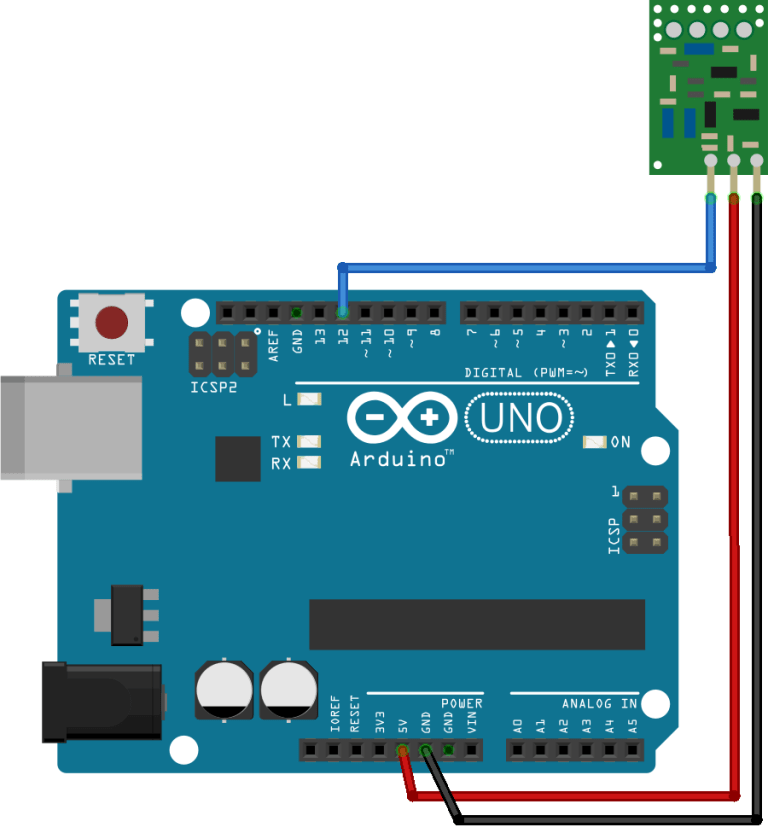 RESET
ICSP2
AREF
GND
13
12
~11
~10
~9
8
7
~6
~5
4
~3
2
TXO▶1
RXO◀0
DIGITAL (PWM=~)
L
TX
RX
− +
UNO
Arduino™
ON
1
ICSP
POWER
ANALOG IN
IOREF
RESET
3V3
5V
GND
GND
VIN
A0
A1
A2
A3
A4
A5